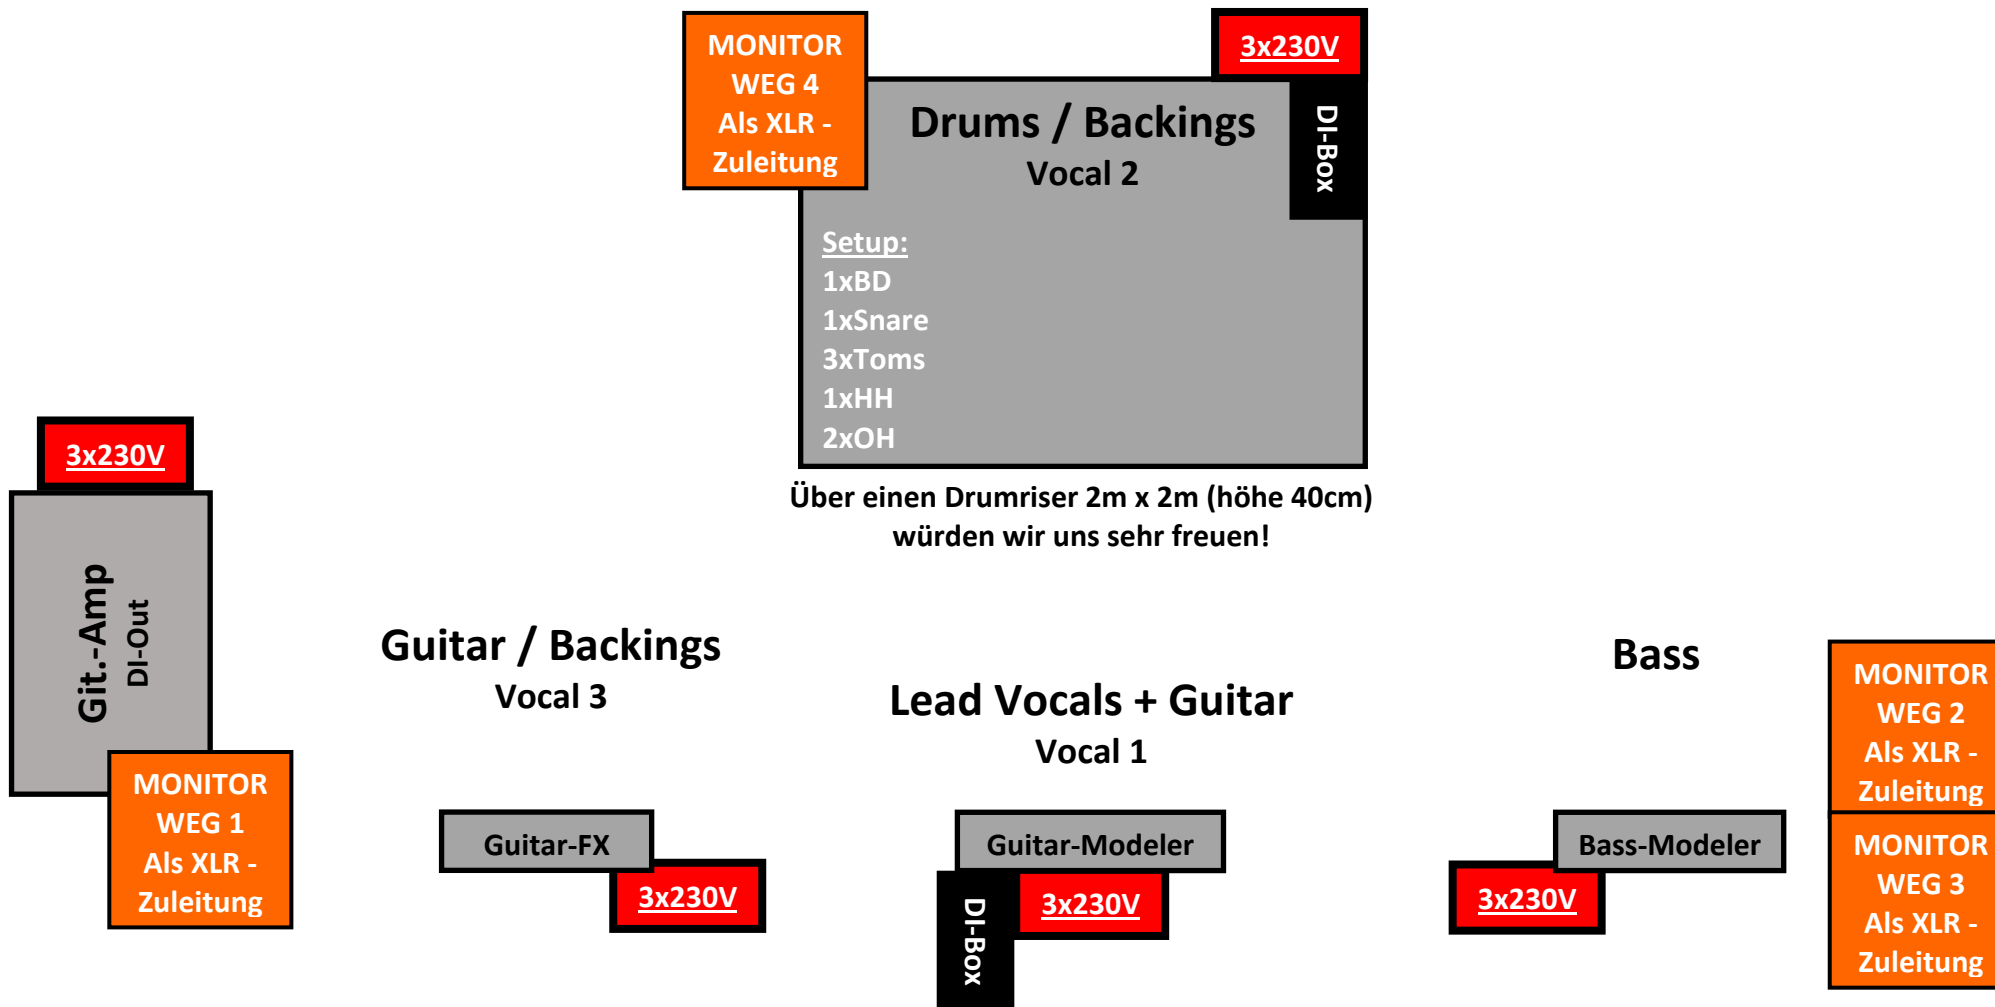 MONITOR
WEG 4
Als XLR -
Zuleitung
3x230V
Drums / Backings
Vocal 2
DI-Box
Setup:
1xBD
1xSnare
3xToms
1xHH
2xOH
Über einen Drumriser 2m x 2m (höhe 40cm)
würden wir uns sehr freuen!
3x230V
Git.-Amp
DI-Out
MONITOR
WEG 1
Als XLR -
Zuleitung
Guitar / Backings
Vocal 3
Guitar-FX
3x230V
Lead Vocals + Guitar
Vocal 1
Guitar-Modeler
DI-Box
3x230V
Bass
Bass-Modeler
3x230V
MONITOR
WEG 2
Als XLR -
Zuleitung
MONITOR
WEG 3
Als XLR -
Zuleitung